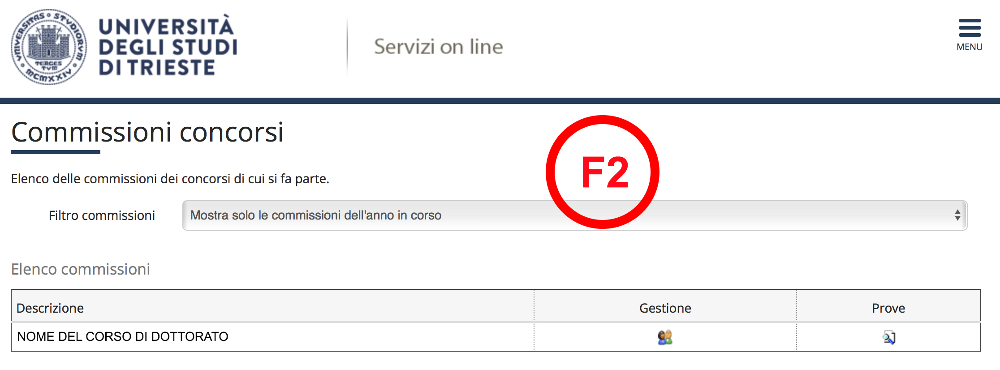 UNIVERSITAS STVDIORVM
TERGES
TVM
MCMXXIV
UNIVERSITÀ
DEGLI STUDI
DI TRIESTE
Servizi on line
MENU
Commissioni concorsi
F2
Elenco delle commissioni dei concorsi di cui si fa parte.
Filtro commissioni Mostra solo le commissioni dell'anno in corso
Elenco commissioni
Descrizione Gestione Prove
NOME DEL CORSO DI DOTTORATO